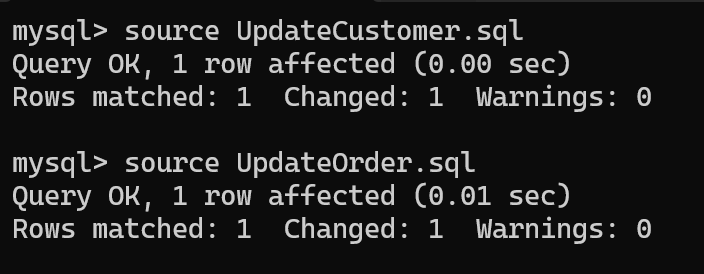 mysql> source UpdateCustomer.sql
Query OK, 1 row affected (0.00 sec)
Rows matched: 1  Changed: 1  Warnings: 0

mysql> source UpdateOrder.sql
Query OK, 1 row affected (0.01 sec)
Rows matched: 1  Changed: 1  Warnings: 0